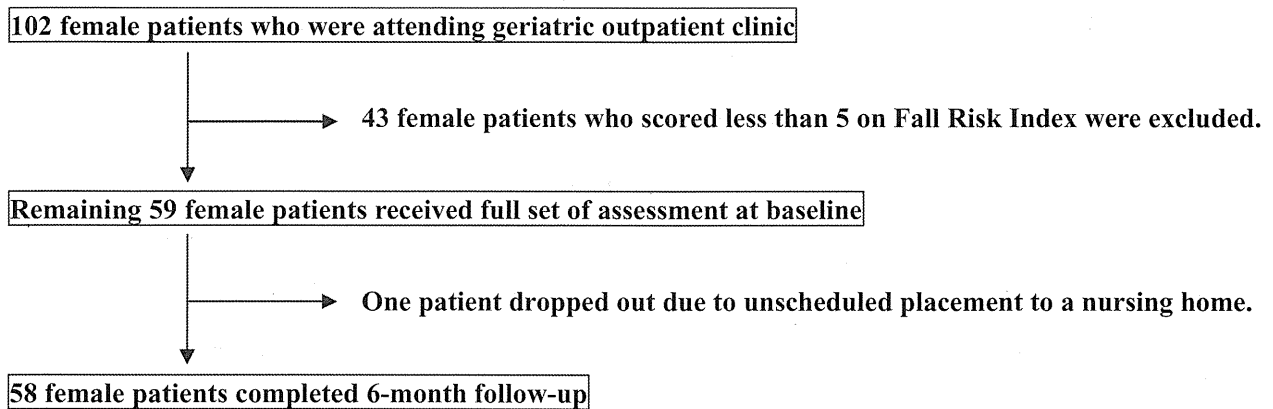 102 female patients who were attending geriatric outpatient clinic
43 female patients who scored less than 5 on Fall Risk Index were excluded.
Remaining 59 female patients received full set of assessment at baseline
One patient dropped out due to unscheduled placement to a nursing home.
58 female patients completed 6-month follow-up